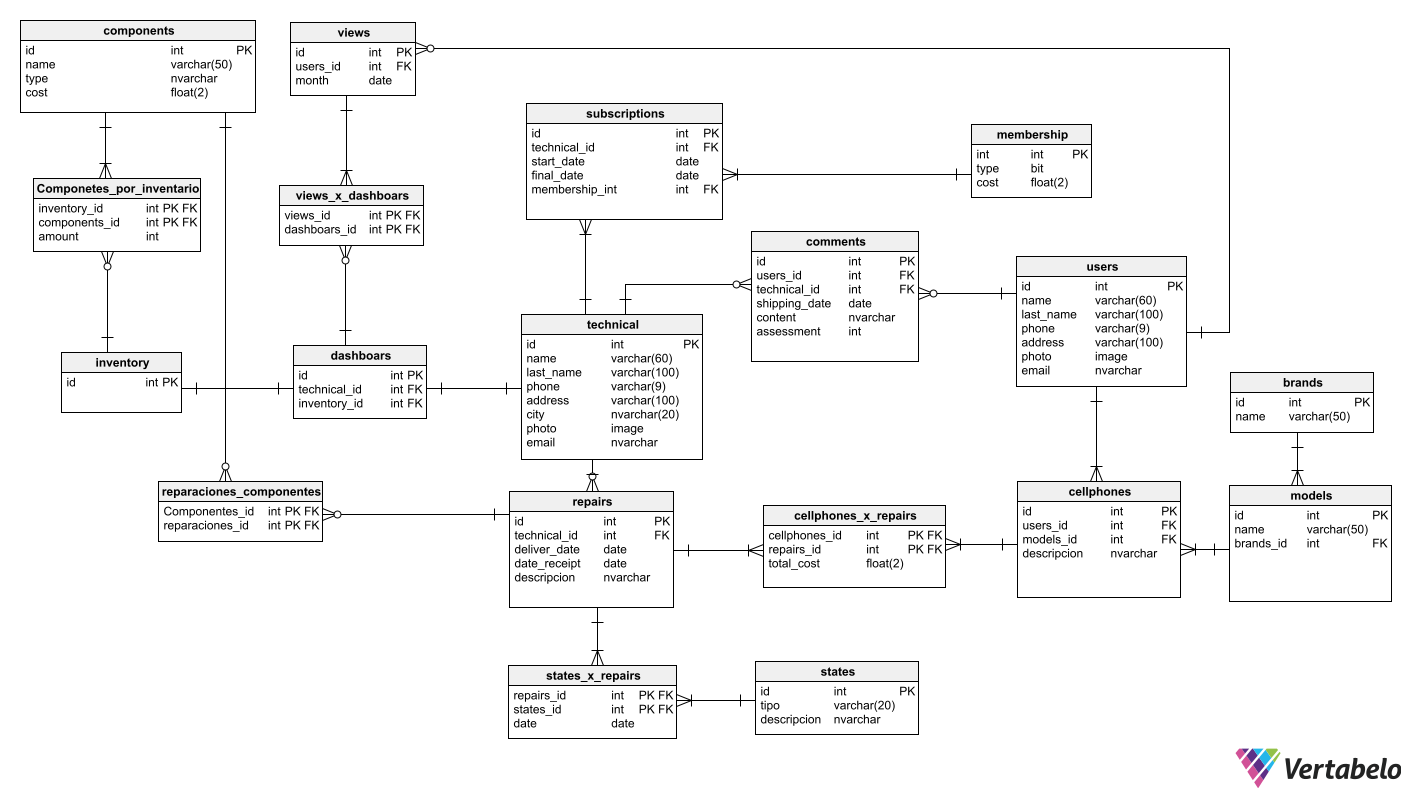 components
id int PK
name varchar(50)
type nvarchar
cost float(2)
views
id int PK
users_id int FK
month date
subscriptions
id int PK
technical_id int FK
start_date date
final_date date
membership_int int FK
membership
int int PK
type bit
cost float(2)
Componetes_por_inventario
inventory_id int PK FK
components_id int PK FK
amount int
views_x_dashboars
views_id int PK FK
dashboars_id int PK FK
comments
id int PK
users_id int FK
technical_id int FK
shipping_date date
content nvarchar
assessment int
users
id int PK
name varchar(60)
last_name varchar(100)
phone varchar(9)
address varchar(100)
photo image
email nvarchar
technical
id int PK
name varchar(60)
last_name varchar(100)
phone varchar(9)
address varchar(100)
city nvarchar(20)
photo image
email nvarchar
inventory
id int PK
dashboars
id int PK
technical_id int FK
inventory_id int FK
brands
id int PK
name varchar(50)
reparaciones_componentes
Componentes_id int PK FK
reparaciones_id int PK FK
repairs
id int PK
technical_id int FK
deliver_date date
date_receipt date
descripcion nvarchar
cellphones_x_repairs
cellphones_id int PK FK
repairs_id int PK FK
total_cost float(2)
cellphones
id int PK
users_id int FK
models_id int FK
descripcion nvarchar
models
id int PK
name varchar(50)
brands_id int FK
states_x_repairs
repairs_id int PK FK
states_id int PK FK
date date
states
id int PK
tipo varchar(20)
descripcion nvarchar
Vertabelo